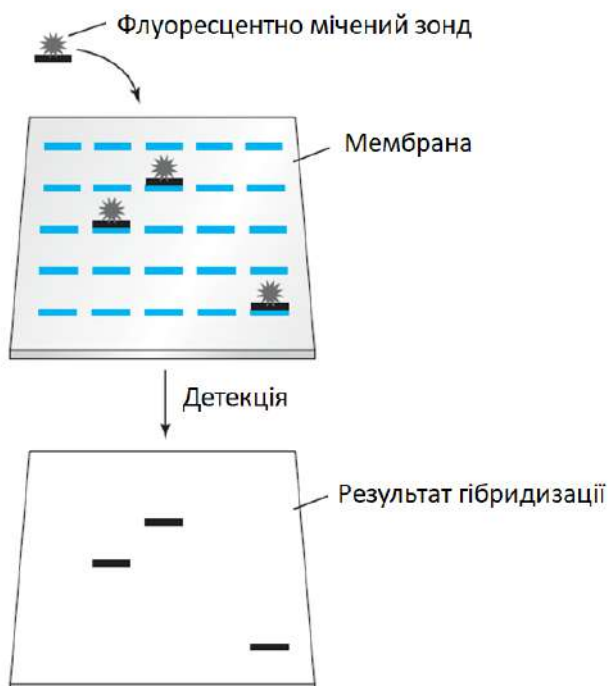 Флуоресцентно мічений зонд
Мембрана
Детекція
Результат гібридизації